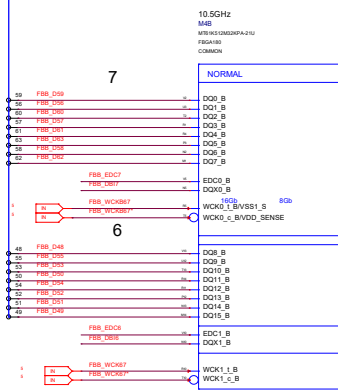 10.5GHz
M4B
MT61K512M32KPA-21U
FBGA180
COMMON
7
NORMAL
59 FBB_D59 DQ0_B
56 FBB_D56 DQ1_B
60 FBB_D60 DQ2_B
57 FBB_D57 DQ3_B
61 FBB_D61 DQ4_B
63 FBB_D63 DQ5_B
58 FBB_D58 DQ6_B
62 FBB_D62 DQ7_B
FBB_EDC7 EDC0_B
FBB_DBI7 DQX0_B
16Gb 8Gb
IN FBB_WCKB67 WCK0_t_B/VSS1_S
IN FBB_WCKB67* WCK0_c_B/VDD_SENSE
6
48 FBB_D48 DQ8_B
55 FBB_D55 DQ9_B
53 FBB_D53 DQ10_B
50 FBB_D50 DQ11_B
54 FBB_D54 DQ12_B
52 FBB_D52 DQ13_B
51 FBB_D51 DQ14_B
49 FBB_D49 DQ15_B
FBB_EDC6 EDC1_B
FBB_DBI6 DQX1_B
IN FBB_WCK67 WCK1_t_B
IN FBB_WCK67* WCK1_c_B